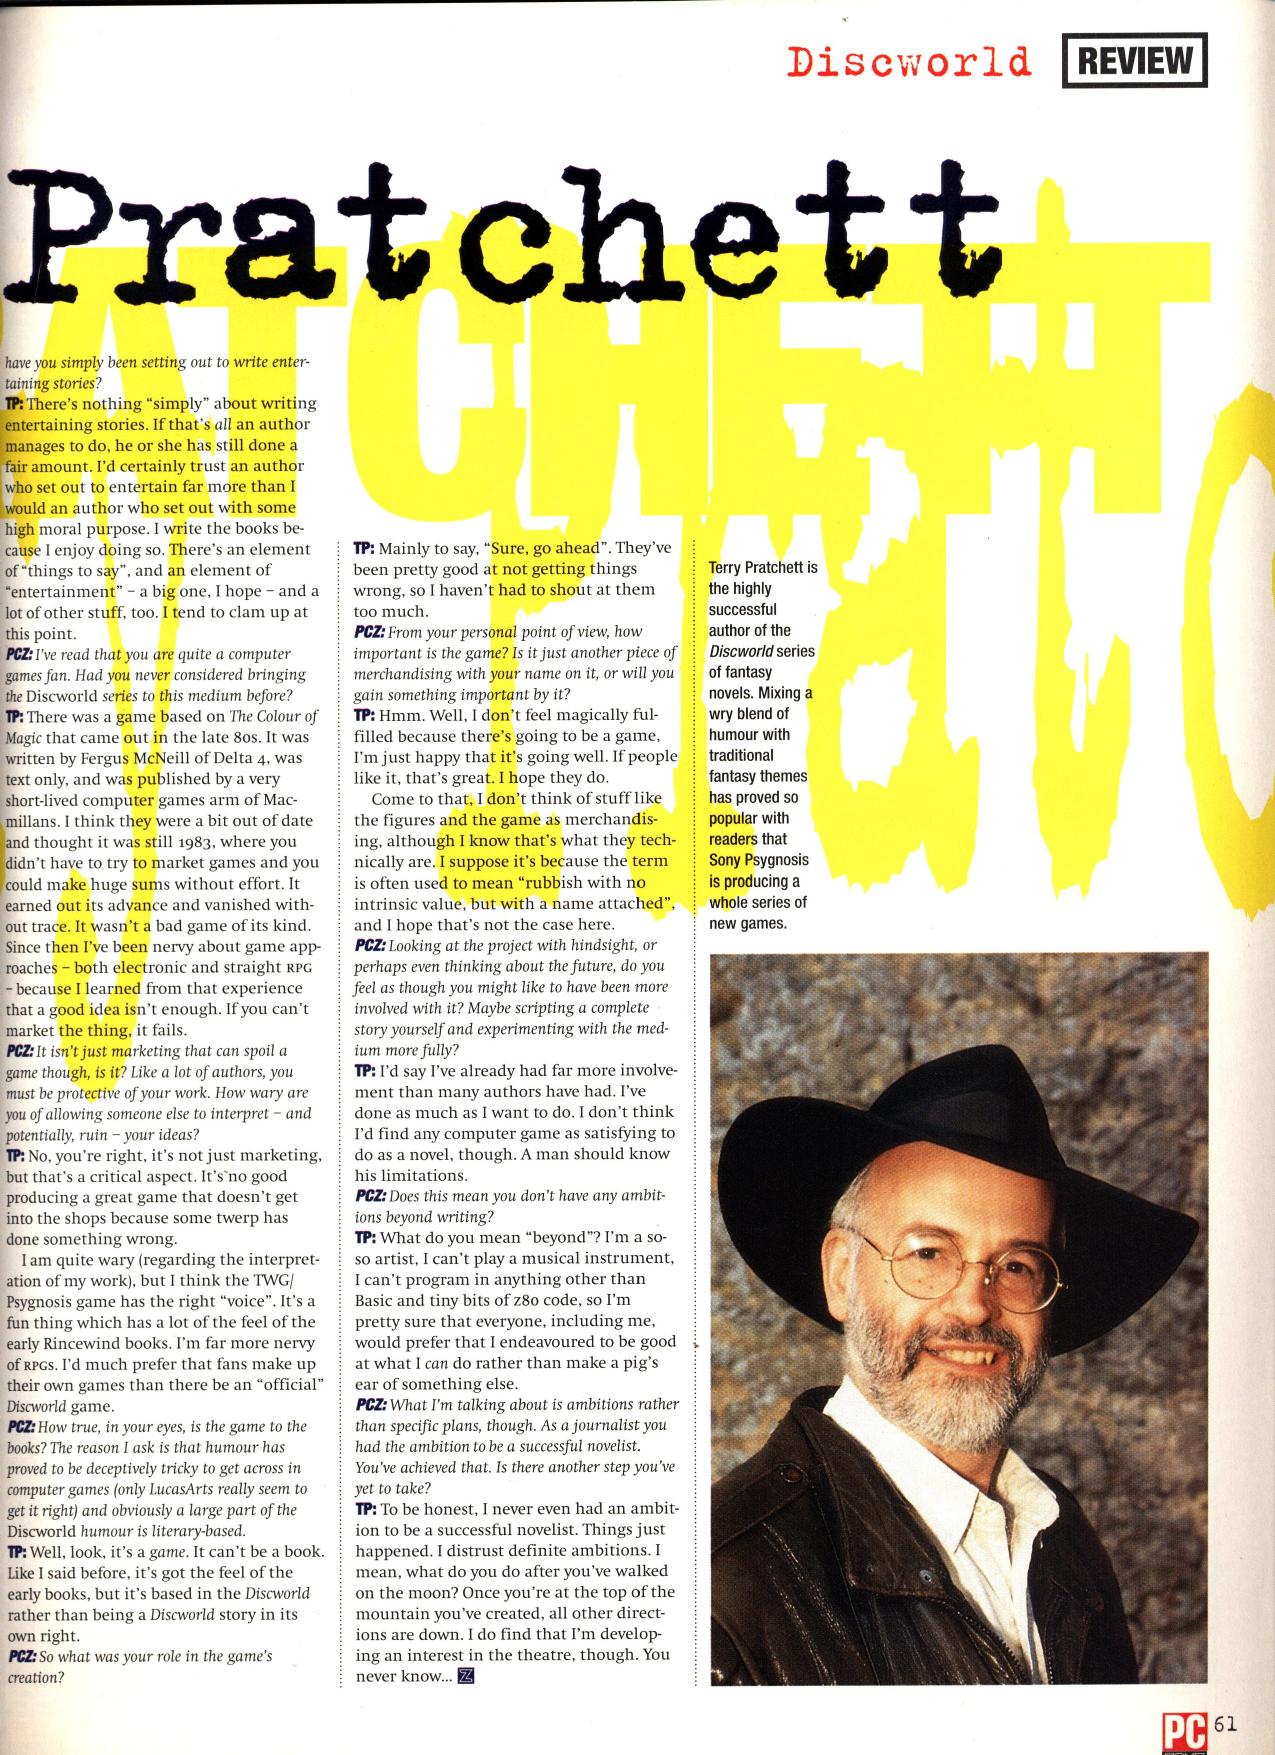 Discworld REVIEW
Pratchett
have you simply been setting out to write enter-
taining stories?
TP: There's nothing “simply” about writing
entertaining stories. If that's all an author
manages to do, he or she has still done a
fair amount. I'd certainly trust an author
who set out to entertain far more than I
would an author who set out with some
high moral purpose. I write the books be-
cause I enjoy doing so. There's an element
of “things to say”, and an element of
“entertainment” – a big one, I hope – and a
lot of other stuff, too. I tend to clam up at
this point.
PCZ: I've read that you are quite a computer
games fan. Had you never considered bringing
the Discworld series to this medium before?
TP: There was a game based on The Colour of
Magic that came out in the late 80s. It was
written by Fergus McNeill of Delta 4, was
text only, and was published by a very
short-lived computer games arm of Mac-
millans. I think they were a bit out of date
and thought it was still 1983, where you
didn't have to try to market games and you
could make huge sums without effort. It
earned out its advance and vanished with-
out trace. It wasn't a bad game of its kind.
Since then I've been nervy about game app-
roaches – both electronic and straight RPG
– because I learned from that experience
that a good idea isn't enough. If you can't
market the thing, it fails.
PCZ: It isn't just marketing that can spoil a
game though, is it? Like a lot of authors, you
must be protective of your work. How wary are
you of allowing someone else to interpret – and
potentially, ruin – your ideas?
TP: No, you're right, it's not just marketing,
but that's a critical aspect. It's no good
producing a great game that doesn't get
into the shops because some twerp has
done something wrong.
I am quite wary (regarding the interpret-
ation of my work), but I think the TWG/
Psygnosis game has the right “voice”. It's a
fun thing which has a lot of the feel of the
early Rincewind books. I'm far more nervy
of RPGs. I'd much prefer that fans make up
their own games than there be an “official”
Discworld game.
PCZ: How true, in your eyes, is the game to the
books? The reason I ask is that humour has
proved to be deceptively tricky to get across in
computer games (only LucasArts really seem to
get it right) and obviously a large part of the
Discworld humour is literary-based.
TP: Well, look, it's a game. It can't be a book.
Like I said before, it's got the feel of the
early books, but it's based in the Discworld
rather than being a Discworld story in its
own right.
PCZ: So what was your role in the game's
creation?
TP: Mainly to say, “Sure, go ahead”. They've
been pretty good at not getting things
wrong, so I haven't had to shout at them
too much.
PCZ: From your personal point of view, how
important is the game? Is it just another piece of
merchandising with your name on it, or will you
gain something important by it?
TP: Hmm. Well, I don't feel magically ful-
filled because there's going to be a game,
I'm just happy that it's going well. If people
like it, that's great. I hope they do.
Come to that, I don't think of stuff like
the figures and the game as merchandis-
ing, although I know that's what they tech-
nically are. I suppose it's because the term
is often used to mean “rubbish with no
intrinsic value, but with a name attached”,
and I hope that's not the case here.
PCZ: Looking at the project with hindsight, or
perhaps even thinking about the future, do you
feel as though you might like to have been more
involved with it? Maybe scripting a complete
story yourself and experimenting with the med-
ium more fully?
TP: I'd say I've already had far more involve-
ment than many authors have had. I've
done as much as I want to do. I don't think
I'd find any computer game as satisfying to
do as a novel, though. A man should know
his limitations.
PCZ: Does this mean you don't have any ambit-
ions beyond writing?
TP: What do you mean “beyond”? I'm a so-
so artist, I can't play a musical instrument,
I can't program in anything other than
Basic and tiny bits of z80 code, so I'm
pretty sure that everyone, including me,
would prefer that I endeavoured to be good
at what I can do rather than make a pig's
ear of something else.
PCZ: What I'm talking about is ambitions rather
than specific plans, though. As a journalist you
had the ambition to be a successful novelist.
You've achieved that. Is there another step you've
yet to take?
TP: To be honest, I never even had an ambit-
ion to be a successful novelist. Things just
happened. I distrust definite ambitions. I
mean, what do you do after you've walked
on the moon? Once you're at the top of the
mountain you've created, all other direct-
ions are down. I do find that I'm develop-
ing an interest in the theatre, though. You
never know... Z
Terry Pratchett is
the highly
successful
author of the
Discworld series
of fantasy
novels. Mixing a
wry blend of
humour with
traditional
fantasy themes
has proved so
popular with
readers that
Sony Psygnosis
is producing a
whole series of
new games.
PC 61